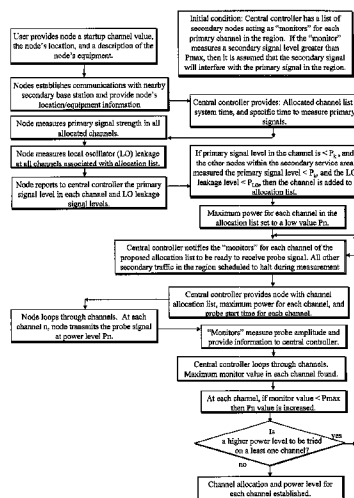 User provides node a startup channel value,
the node's location, and a description of the
node's equipment.
Initial condition: Central controller has a list of
secondary nodes acting as "monitors" for
each primary channel in the region. If the "monitor"
measures a secondary signal level greater than
Pmax, then it is assumed that the secondary signal
will interfere with the primary signal in the region.
Nodes establishes communications with nearby
secondary base station and provide node's
location/equipment information
Central controller provides: Allocated channel list
system time, and specific time to measure primary
signals.
Node measures primary signal strength in all
allocated channels.
Node measures local oscillator (LO) leakage
at all channels associated with allocation list.
Node reports to central controller the primary
signal level in each channel and LO leakage
signal levels.
If primary signal level in the channel is < P, and
the other nodes within the secondary service area
measured the primary signal level < P, and the LO
leakage level < PLO, then the channel is added to
allocation list.
Maximum power for each channel in the
allocation list set to a low value Pn.
Central controller notifies the "monitors" for each channel of the
proposed allocation list to be ready to receive probe signal. All
other secondary traffic in the region scheduled to halt during measurement
Central controller provides node with channel
allocation list, maximum power for each channel, and
probe start time for each channel.
Node loops through channels. At each
channel n, node transmits the probe signal
at power level Pn.
"Monitors" measure probe amplitude and
provide information to central controller.
Central controller loops through channels.
Maximum monitor value in each channel found.
At each channel, if monitor value < Pmax
then Pn value is increased.
Is
a higher power level to be tried
on a least one channel?
yes
no
Channel allocation and power level for
each channel established.